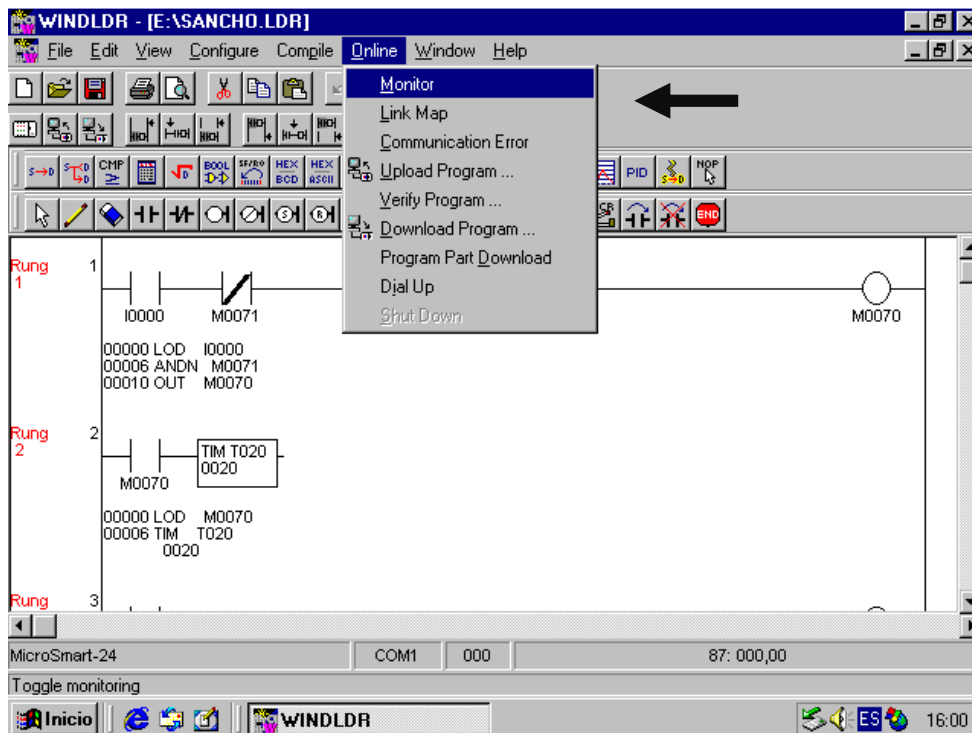 WINDLDR - [E:\SANCHO.LDR]
File Edit View Configure Compile Online Window Help
Monitor
Link Map
Communication Error
Upload Program ...
Verify Program ...
Download Program ...
Program Part Download
Dial Up
Shut Down
S→D CMP BOOL SF/R0 HEX BCD HEX ASCII PID S→D NOP
END
Rung 1
1
I0000 M0071 M0070
00000 LOD I0000
00006 ANDN M0071
00010 OUT M0070
Rung 2
2
TIM T020
0020
M0070
00000 LOD M0070
00006 TIM T020
0020
Rung 3
MicroSmart-24 COM1 000 87: 000,00
Toggle monitoring
Inicio WINDLDR ES 16:00